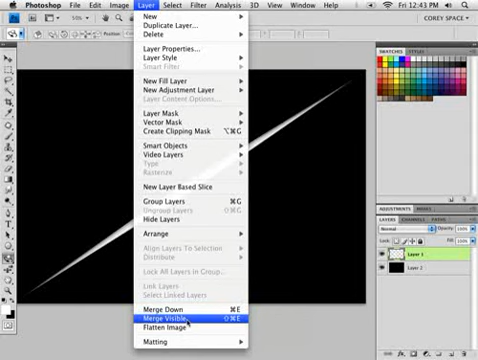 Photoshop File Edit Image Layer Select Filter Analysis 3D View Window Fri 12:43 PM
50%
COREY SPACE
Position
New
Duplicate Layer...
Delete
Layer Properties...
Layer Style
Smart Filter
New Fill Layer
New Adjustment Layer
Layer Content Options...
Layer Mask
Vector Mask
Create Clipping Mask ⌥⌘G
Smart Objects
Video Layers
Type
Rasterize
New Layer Based Slice
Group Layers ⌘G
Ungroup Layers ⇧⌘G
Hide Layers
Arrange
Align Layers To Selection
Distribute
Lock All Layers in Group...
Link Layers
Select Linked Layers
Merge Down ⌘E
Merge Visible ⇧⌘E
Flatten Image
Matting
SWATCHES STYLES
ADJUSTMENTS
LAYERS CHANNELS PATHS
Normal Opacity: 100%
Lock: Fill: 100%
Layer 1
Layer 2